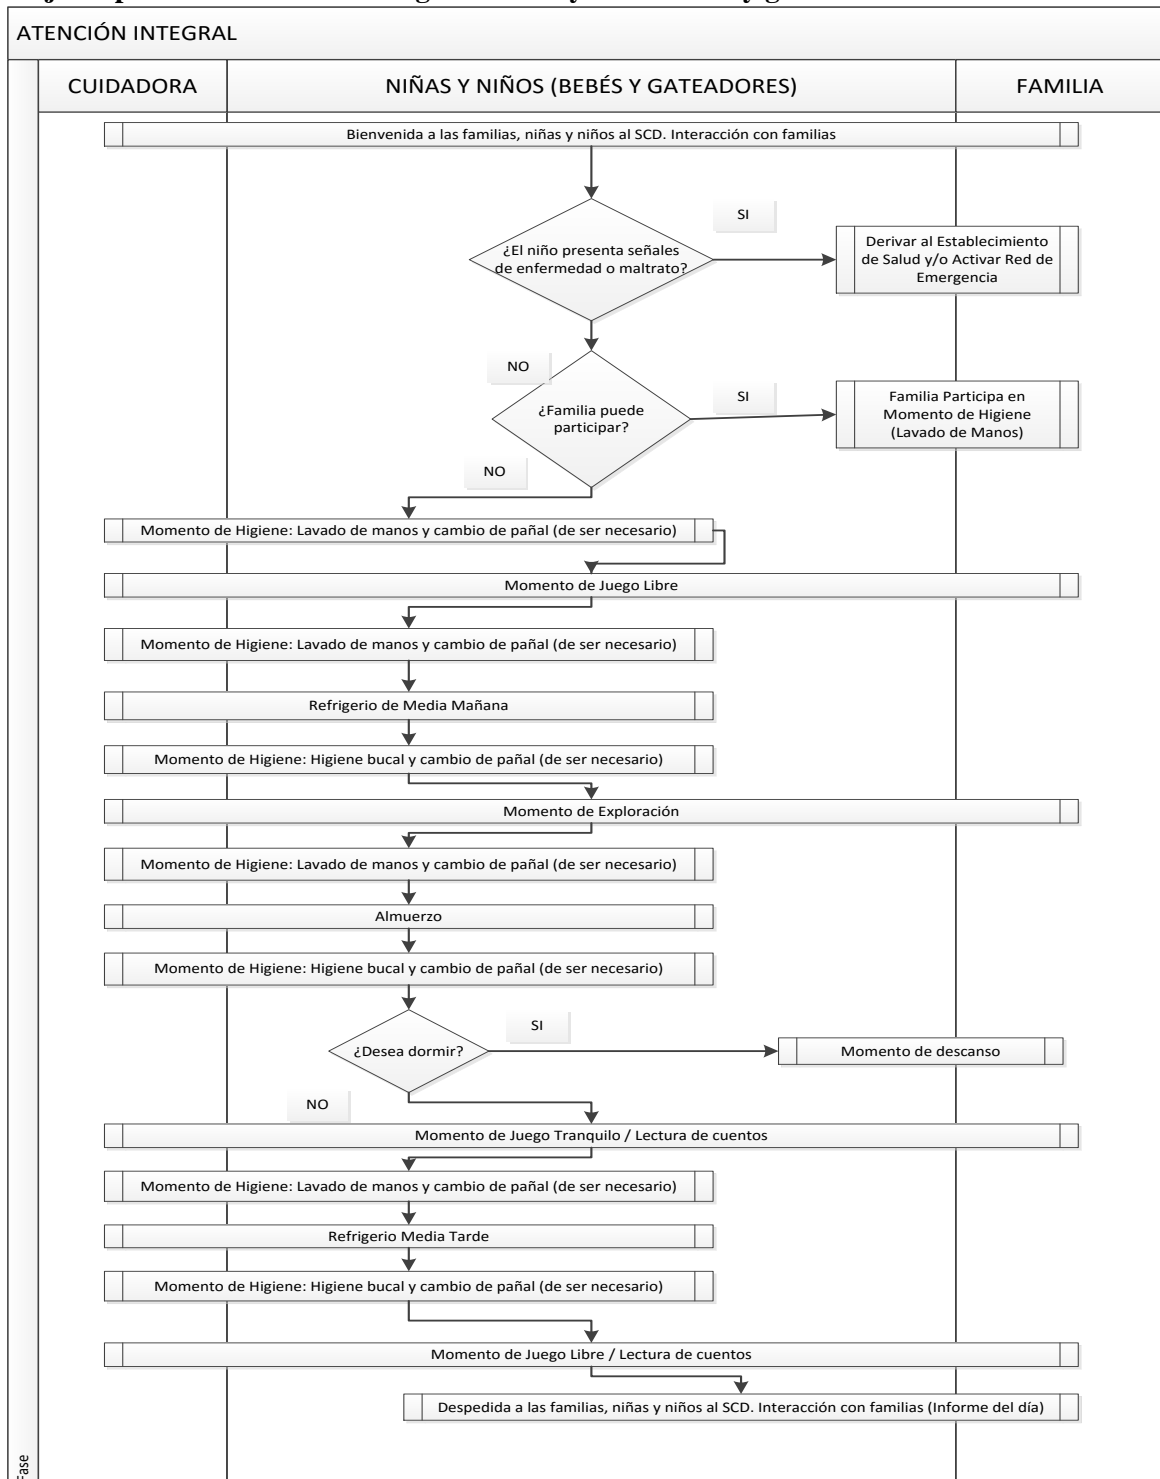 ATENCIÓN INTEGRAL
CUIDADORA
NIÑAS Y NIÑOS (BEBÉS Y GATEADORES)
FAMILIA
Bienvenida a las familias, niñas y niños al SCD. Interacción con familias
SI
¿El niño presenta señales
de enfermedad o maltrato?
Derivar al Establecimiento
de Salud y/o Activar Red de
Emergencia
NO
SI
¿Familia puede
participar?
Familia Participa en
Momento de Higiene
(Lavado de Manos)
NO
Momento de Higiene: Lavado de manos y cambio de pañal (de ser necesario)
Momento de Juego Libre
Momento de Higiene: Lavado de manos y cambio de pañal (de ser necesario)
Refrigerio de Media Mañana
Momento de Higiene: Higiene bucal y cambio de pañal (de ser necesario)
Momento de Exploración
Momento de Higiene: Lavado de manos y cambio de pañal (de ser necesario)
Almuerzo
Momento de Higiene: Higiene bucal y cambio de pañal (de ser necesario)
SI
¿Desea dormir?
Momento de descanso
NO
Momento de Juego Tranquilo / Lectura de cuentos
Momento de Higiene: Lavado de manos y cambio de pañal (de ser necesario)
Refrigerio Media Tarde
Momento de Higiene: Higiene bucal y cambio de pañal (de ser necesario)
Momento de Juego Libre / Lectura de cuentos
Despedida a las familias, niñas y niños al SCD. Interacción con familias (Informe del día)
Fase